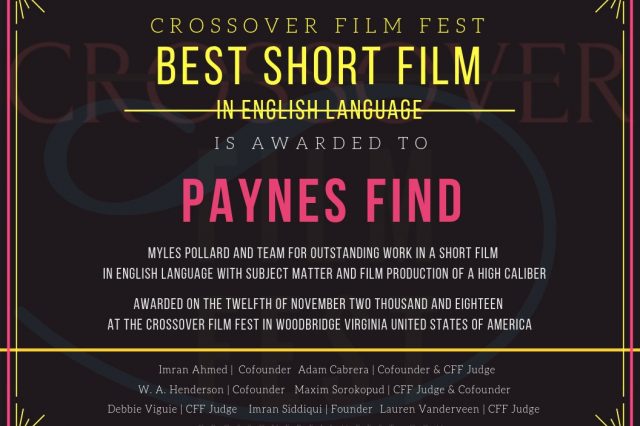 CROSSOVER FILM FEST
BEST SHORT FILM
IN ENGLISH LANGUAGE
IS AWARDED TO
PAYNES FIND
MYLES POLLARD AND TEAM FOR OUTSTANDING WORK IN A SHORT FILM
IN ENGLISH LANGUAGE WITH SUBJECT MATTER AND FILM PRODUCTION OF A HIGH CALIBER
AWARDED ON THE TWELFTH OF NOVEMBER TWO THOUSAND AND EIGHTEEN
AT THE CROSSOVER FILM FEST IN WOODBRIDGE VIRGINIA UNITED STATES OF AMERICA
Imran Ahmed | Cofounder Adam Cabrera | Cofounder & CFF Judge
W. A. Henderson | Cofounder Maxim Sorokopud | CFF Judge & Cofounder
Debbie Viguie | CFF Judge Imran Siddiqui | Founder Lauren Vanderveen | CFF Judge
CROSSOVER
FILM
FEST